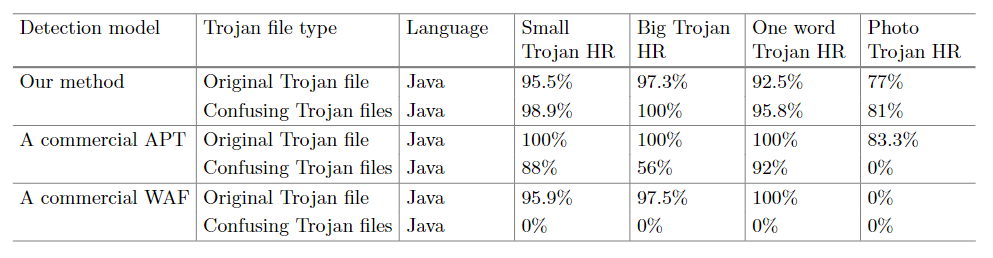 Detection model Trojan file type Language Small Trojan HR Big Trojan HR One word Trojan HR Photo Trojan HR
Our method Original Trojan file Java 95.5% 97.3% 92.5% 77%
Confusing Trojan files Java 98.9% 100% 95.8% 81%
A commercial APT Original Trojan file Java 100% 100% 100% 83.3%
Confusing Trojan files Java 88% 56% 92% 0%
A commercial WAF Original Trojan file Java 95.9% 97.5% 100% 0%
Confusing Trojan files Java 0% 0% 0% 0%